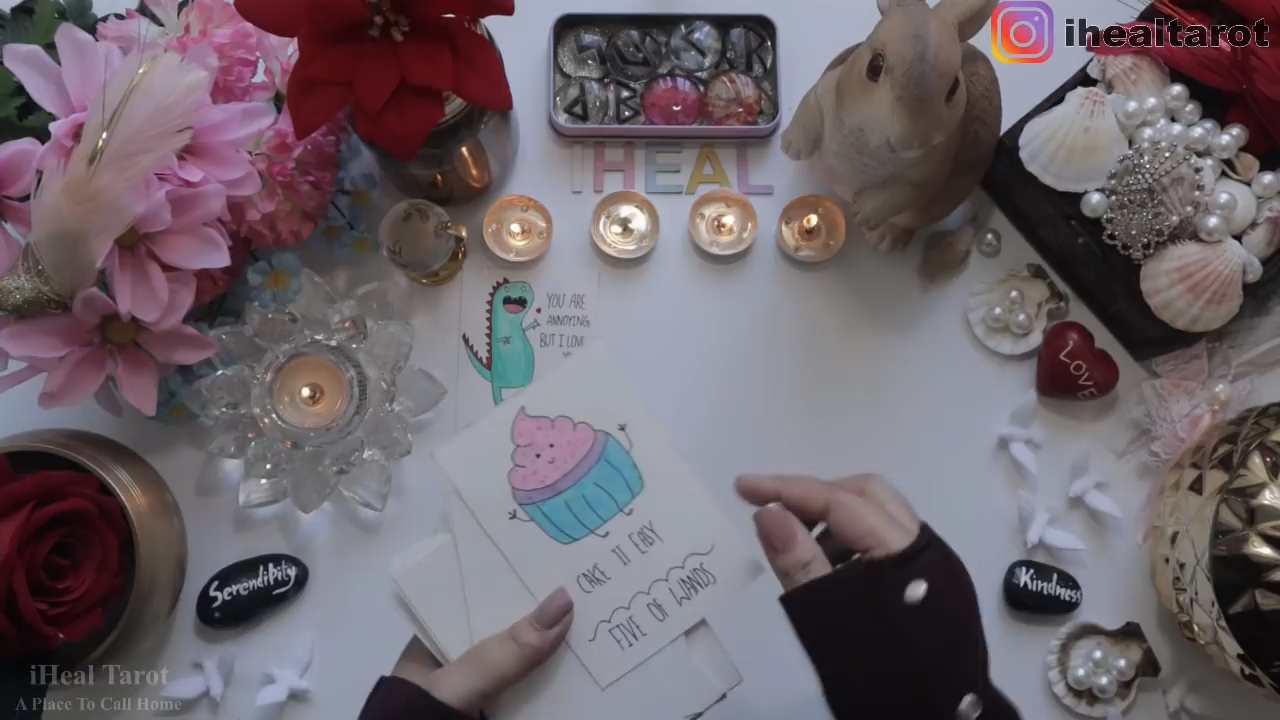 ihealtarot
iHEAL
YOU ARE
ANNOYING
BUT I LOVE
LOVE
CAKE IT EASY
FIVE OF WANDS
Serendipity
Kindness
iHeal Tarot
A Place To Call Home